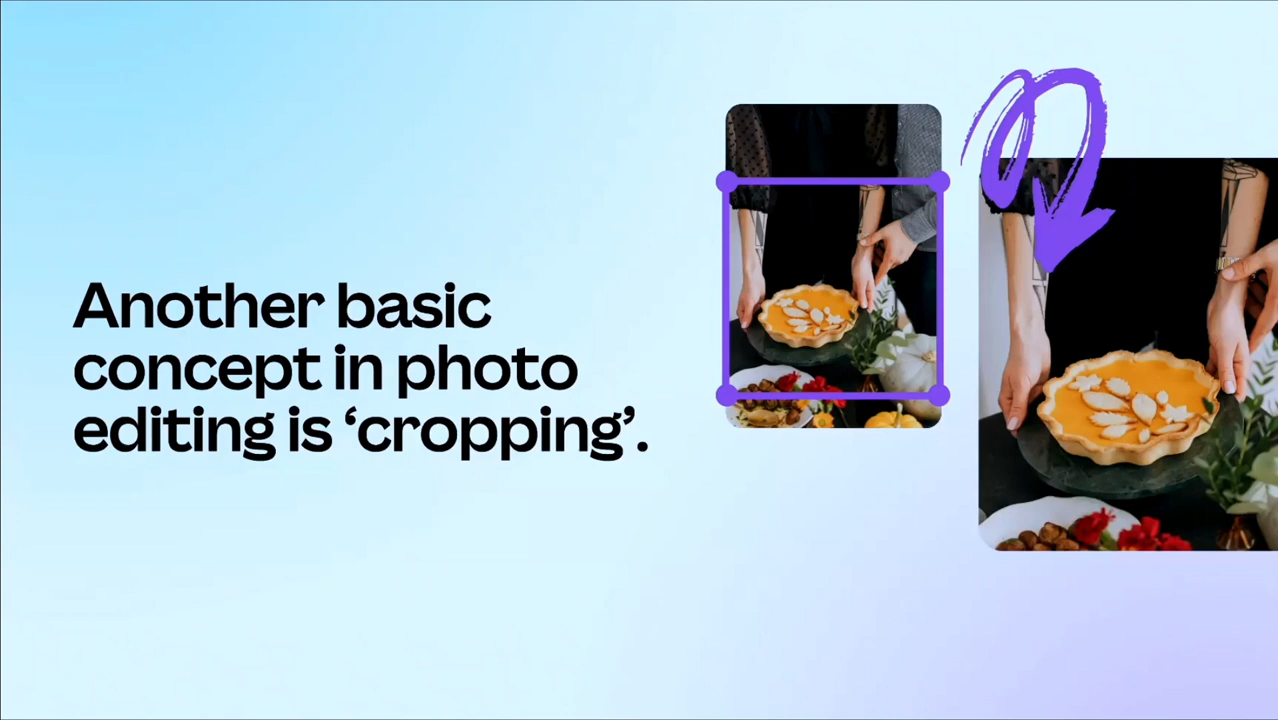 Another basic
concept in photo
editing is ‘cropping’.